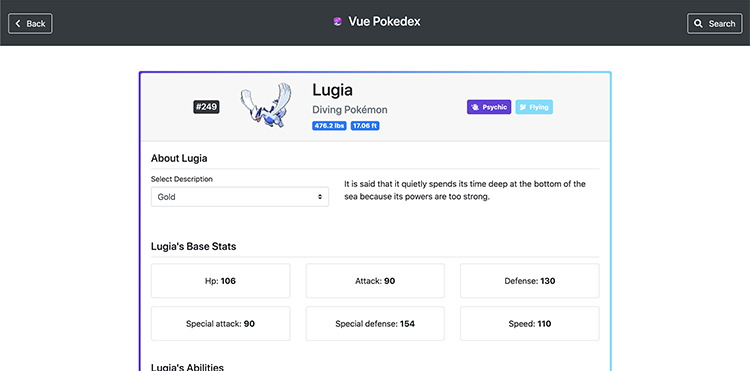 Back
Vue Pokedex
Search
#249
Lugia
Diving Pokémon
476.2 lbs 17.06 ft
Psychic
Flying
About Lugia
Select Description
Gold
It is said that it quietly spends its time deep at the bottom of the
sea because its powers are too strong.
Lugia's Base Stats
Hp: 106
Attack: 90
Defense: 130
Special attack: 90
Special defense: 154
Speed: 110
Lugia's Abilities